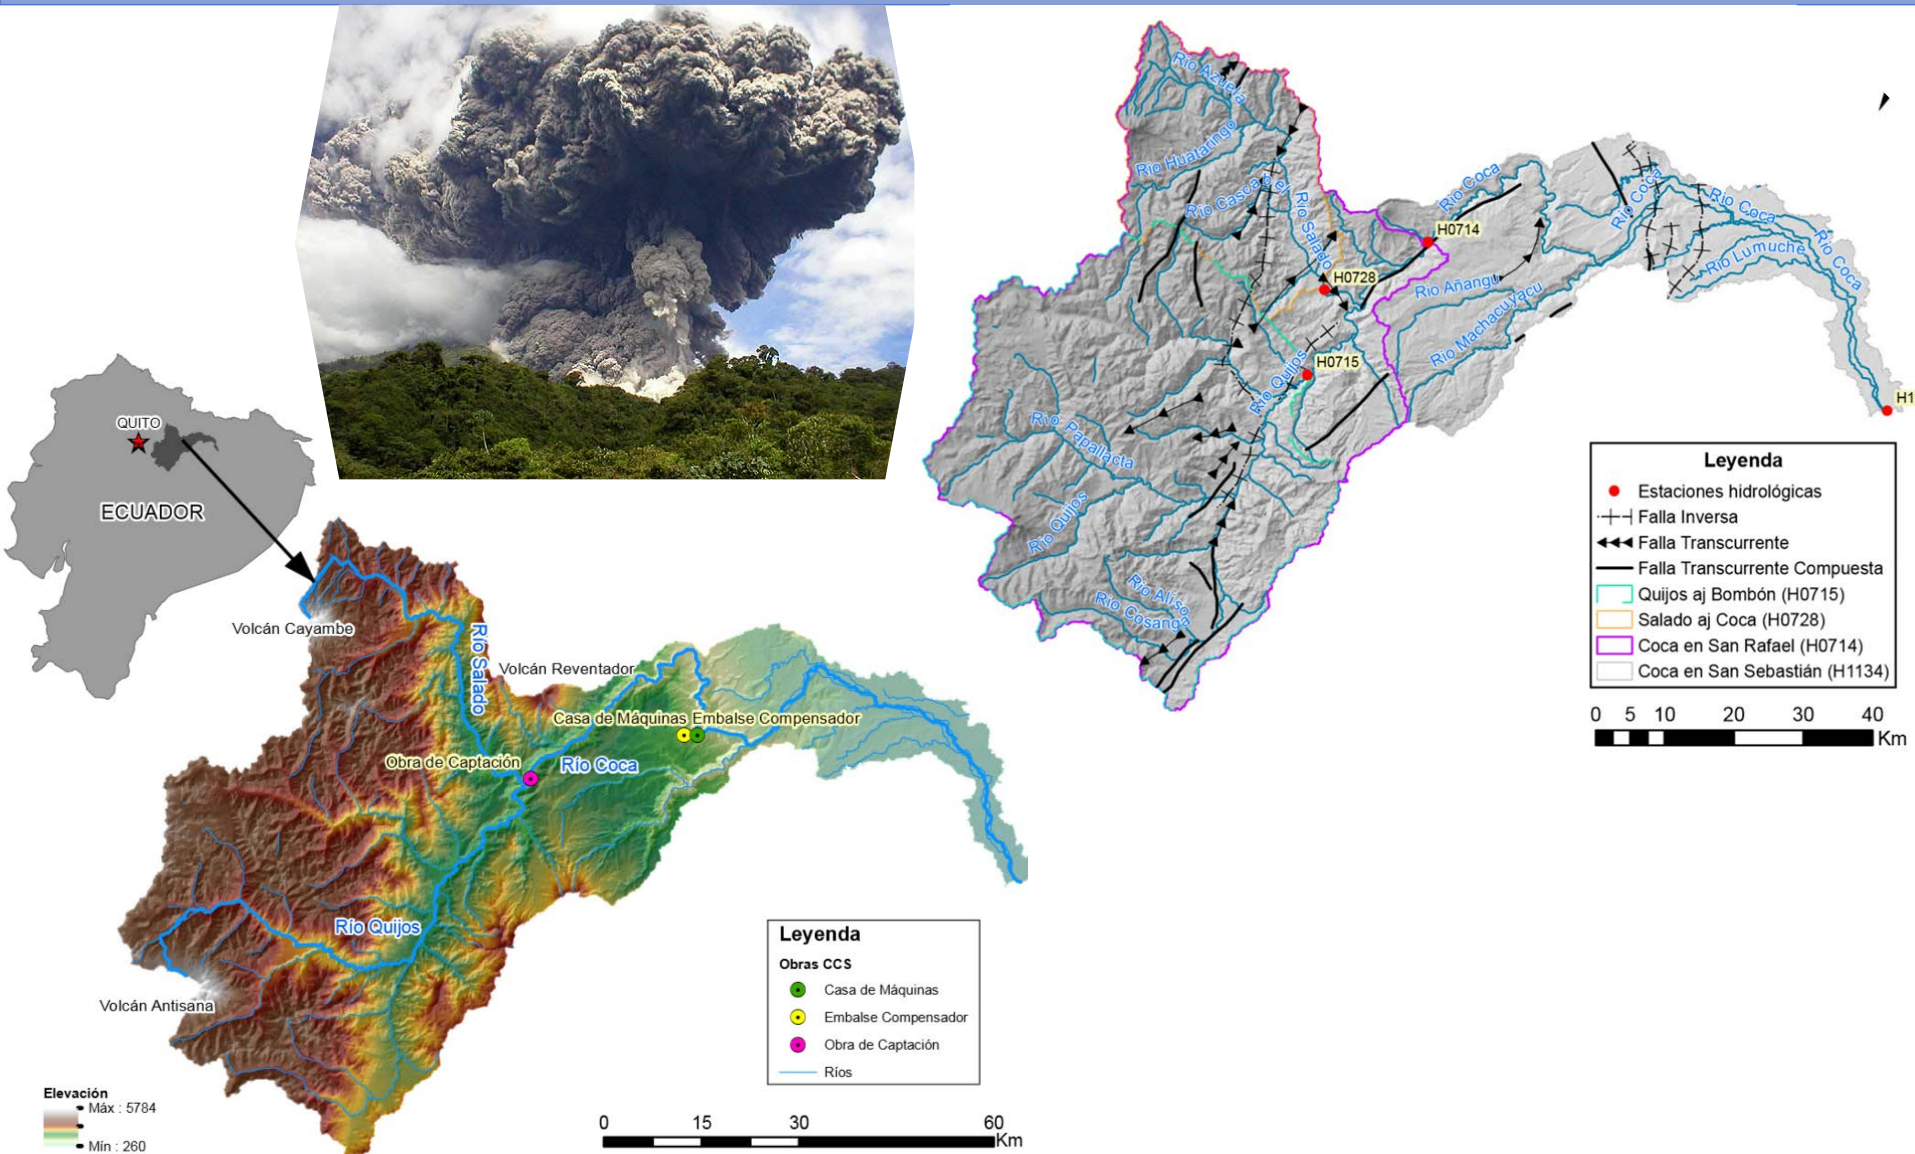 QUITO
ECUADOR
Volcán Cayambe
Río Salado
Volcán Reventador
Casa de Máquinas Embalse Compensador
Obra de Captación
Río Coca
Río Quijos
Volcán Antisana
Elevación
Máx : 5784
Mín : 260
Leyenda
Obras CCS
Casa de Máquinas
Embalse Compensador
Obra de Captación
Ríos
0 15 30 60
Km
Río Azuela
Río Huataringo
Río Cascabel
Río Salado
Río Coca
H0714
H0728
Río Coca
Río Coca
Río Lumuche
Río Coca
Río Añangu
Río Machacuyacu
H0715
Río Quijos
Río Papallacta
Río Quijos
Río Aliso
Río Cosanga
H1
Leyenda
Estaciones hidrológicas
Falla Inversa
Falla Transcurrente
Falla Transcurrente Compuesta
Quijos aj Bombón (H0715)
Salado aj Coca (H0728)
Coca en San Rafael (H0714)
Coca en San Sebastián (H1134)
0 5 10 20 30 40
Km